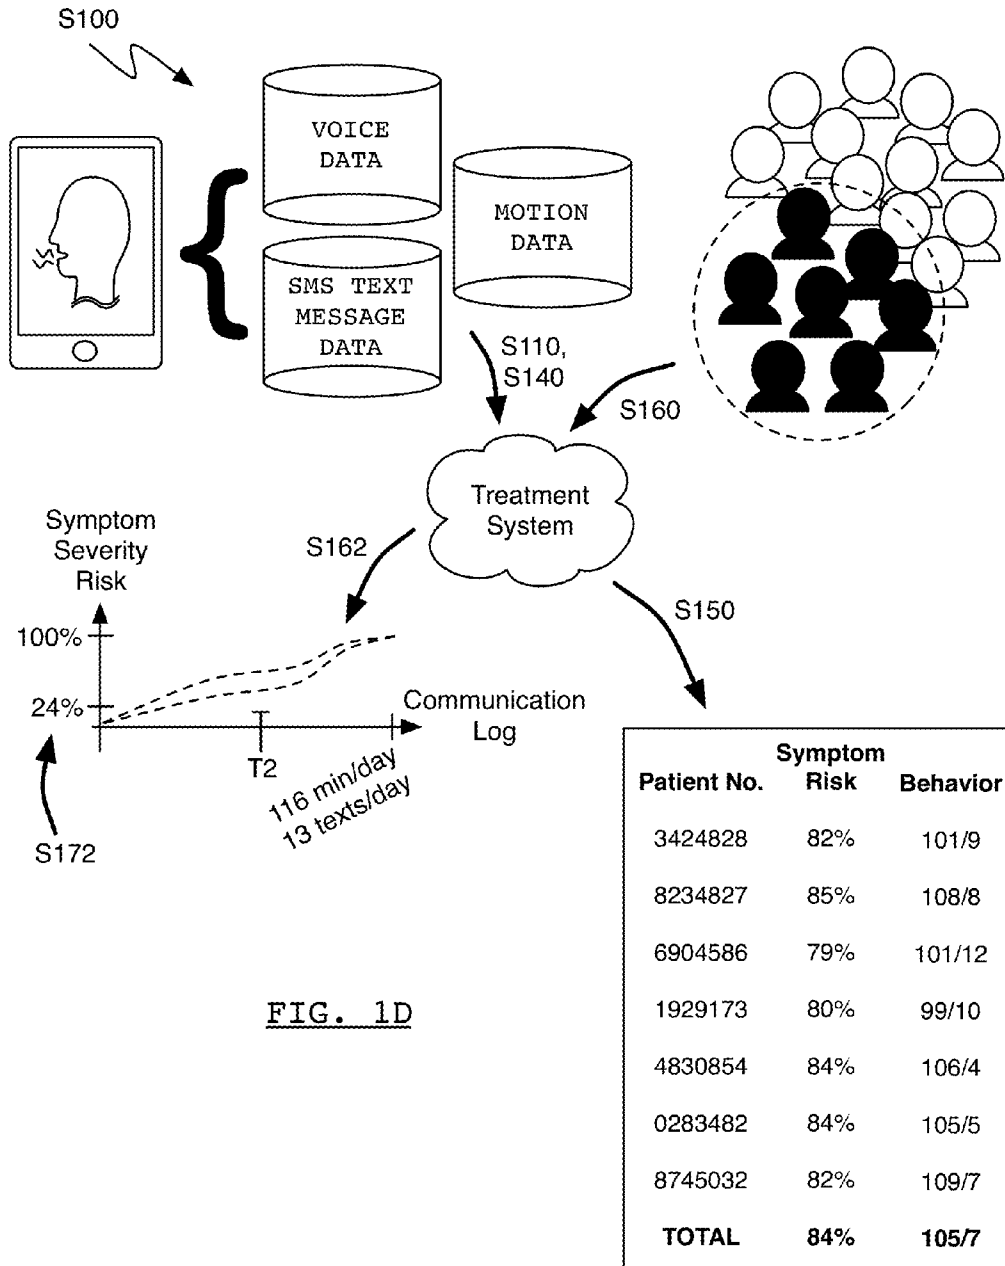 S100
VOICE
DATA
MOTION
DATA
SMS TEXT
MESSAGE
DATA
S110,
S140
S160
Treatment
System
S162
S150
Symptom
Severity
Risk
100%
24%
T2
Communication
Log
116 min/day
13 texts/day
S172
Patient No. Symptom Risk Behavior
3424828 82% 101/9
8234827 85% 108/8
6904586 79% 101/12
1929173 80% 99/10
4830854 84% 106/4
0283482 84% 105/5
8745032 82% 109/7
TOTAL 84% 105/7
FIG. 1D